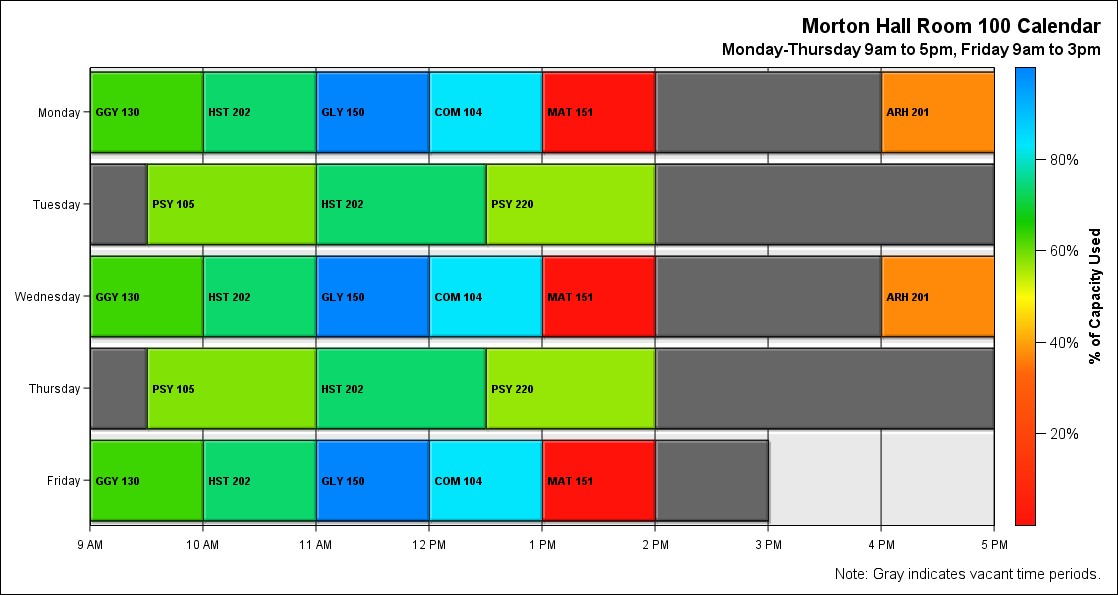 Morton Hall Room 100 Calendar
Monday-Thursday 9am to 5pm, Friday 9am to 3pm
Monday GGY 130 HST 202 GLY 150 COM 104 MAT 151 ARH 201
Tuesday PSY 105 HST 202 PSY 220
Wednesday GGY 130 HST 202 GLY 150 COM 104 MAT 151 ARH 201
Thursday PSY 105 HST 202 PSY 220
Friday GGY 130 HST 202 GLY 150 COM 104 MAT 151
9 AM 10 AM 11 AM 12 PM 1 PM 2 PM 3 PM 4 PM 5 PM
80%
60%
40%
20%
% of Capacity Used
Note: Gray indicates vacant time periods.